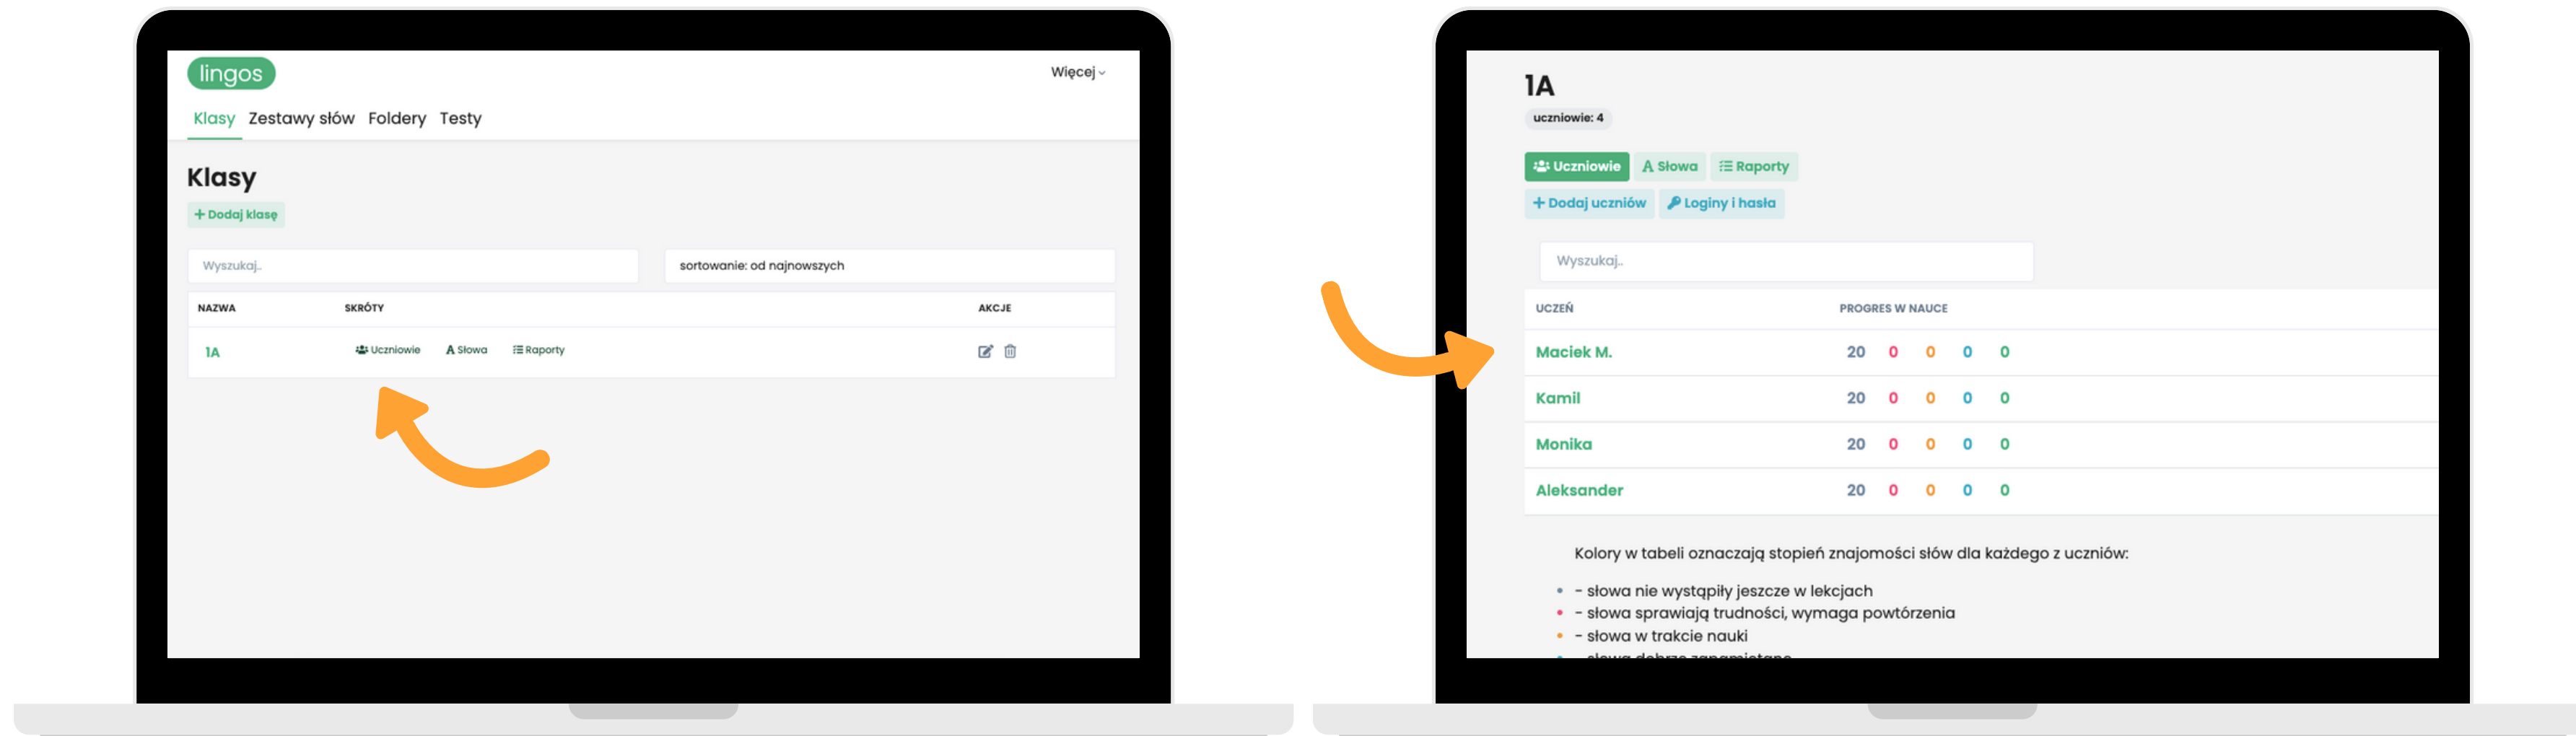 lingos
Więcej
Klasy Zestawy słów Foldery Testy
Klasy
+ Dodaj klasę
Wyszukaj..
sortowanie: od najnowszych
NAZWA SKRÓTY AKCJE
1A Uczniowie A Słowa Raporty
1A
uczniowie: 4
Uczniowie A Słowa Raporty
+ Dodaj uczniów Loginy i hasła
Wyszukaj..
UCZEŃ PROGRES W NAUCE
Maciek M. 20 0 0 0 0
Kamil 20 0 0 0 0
Monika 20 0 0 0 0
Aleksander 20 0 0 0 0
Kolory w tabeli oznaczają stopień znajomości słów dla każdego z uczniów:
- słowa nie wystąpiły jeszcze w lekcjach
- słowa sprawiają trudności, wymaga powtórzenia
- słowa w trakcie nauki
- słowa dobrze zapamiętane